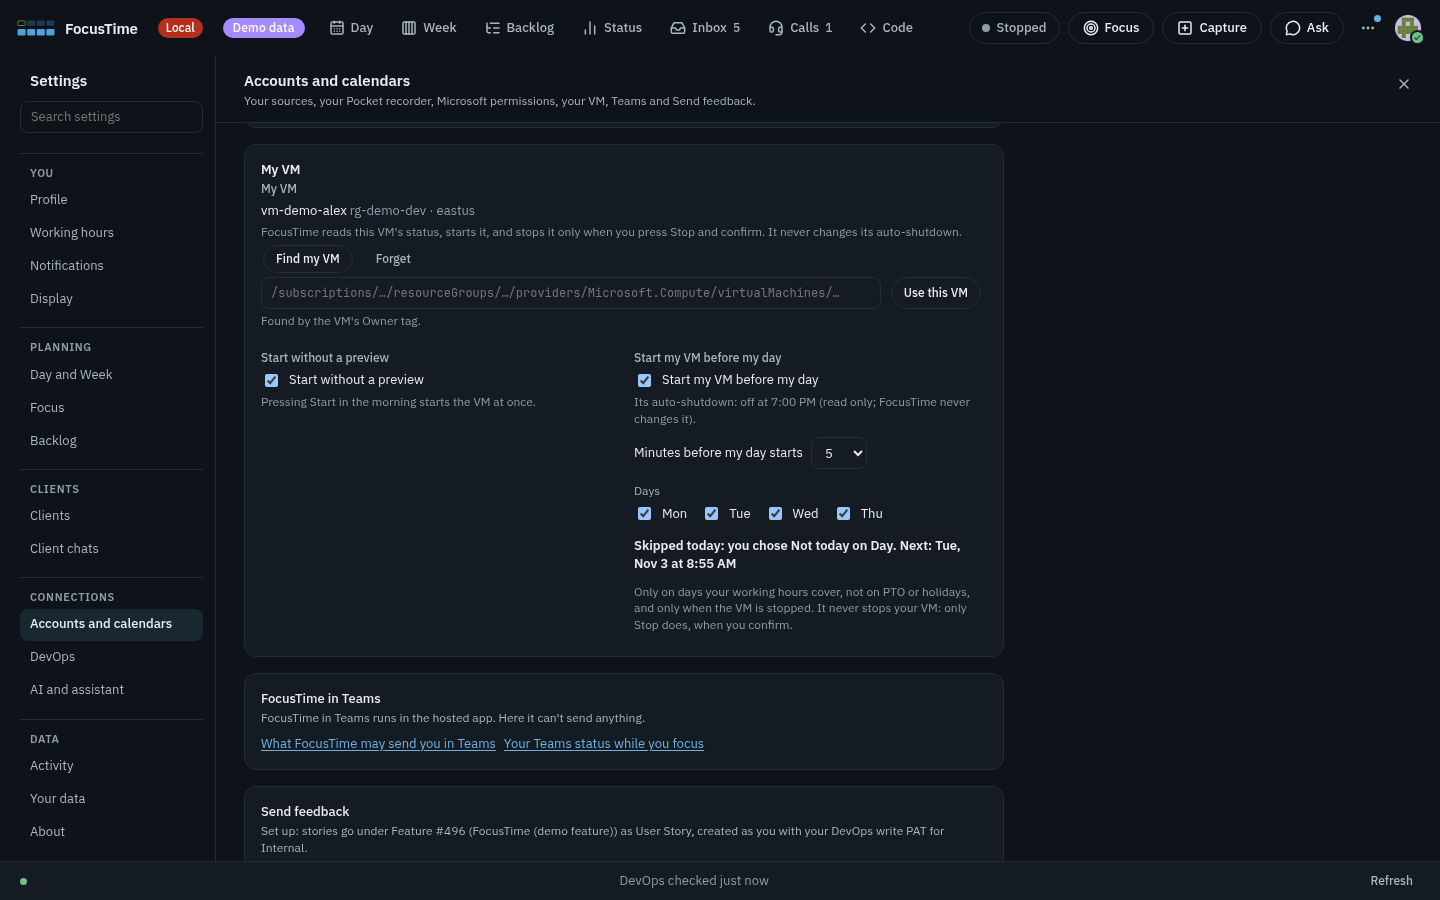 FocusTime
Local
Demo data
Day
Week
Backlog
Status
Inbox 5
Calls 1
Code
Stopped
Focus
Capture
Ask
Settings
Search settings
YOU
Profile
Working hours
Notifications
Display
PLANNING
Day and Week
Focus
Backlog
CLIENTS
Clients
Client chats
CONNECTIONS
Accounts and calendars
DevOps
AI and assistant
DATA
Activity
Your data
About
Accounts and calendars
Your sources, your Pocket recorder, Microsoft permissions, your VM, Teams and Send feedback.
My VM
My VM
vm-demo-alex rg-demo-dev · eastus
FocusTime reads this VM's status, starts it, and stops it only when you press Stop and confirm. It never changes its auto-shutdown.
Find my VM
Forget
/subscriptions/…/resourceGroups/…/providers/Microsoft.Compute/virtualMachines/…
Use this VM
Found by the VM's Owner tag.
Start without a preview
Start without a preview
Pressing Start in the morning starts the VM at once.
Start my VM before my day
Start my VM before my day
Its auto-shutdown: off at 7:00 PM (read only; FocusTime never
changes it).
Minutes before my day starts 5
Days
Mon Tue Wed Thu
Skipped today: you chose Not today on Day. Next: Tue,
Nov 3 at 8:55 AM
Only on days your working hours cover, not on PTO or holidays,
and only when the VM is stopped. It never stops your VM: only
Stop does, when you confirm.
FocusTime in Teams
FocusTime in Teams runs in the hosted app. Here it can't send anything.
What FocusTime may send you in Teams Your Teams status while you focus
Send feedback
Set up: stories go under Feature #496 (FocusTime (demo feature)) as User Story, created as you with your DevOps write PAT for
Internal.
DevOps checked just now
Refresh